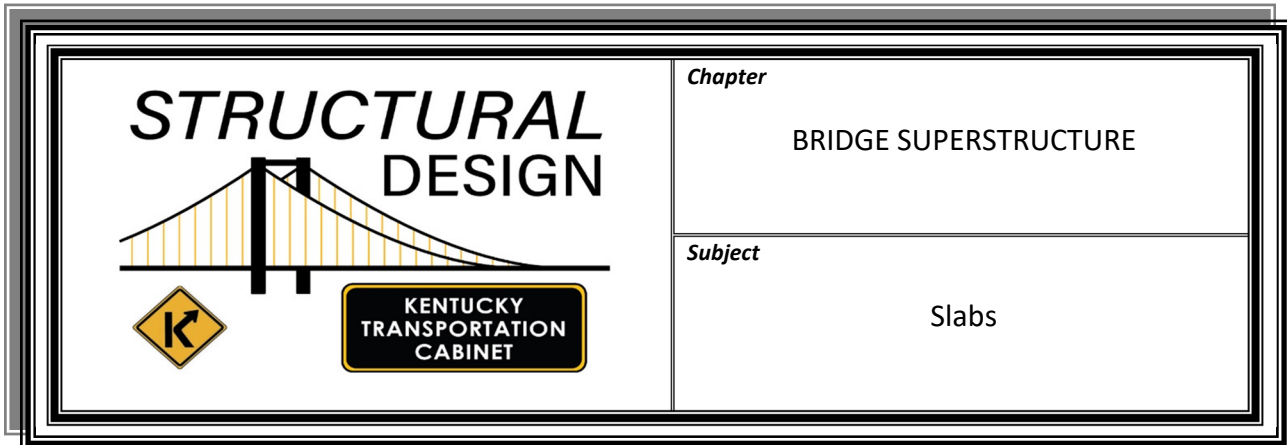 STRUCTURAL
DESIGN
KENTUCKY
TRANSPORTATION
CABINET
Chapter
BRIDGE SUPERSTRUCTURE
Subject
Slabs